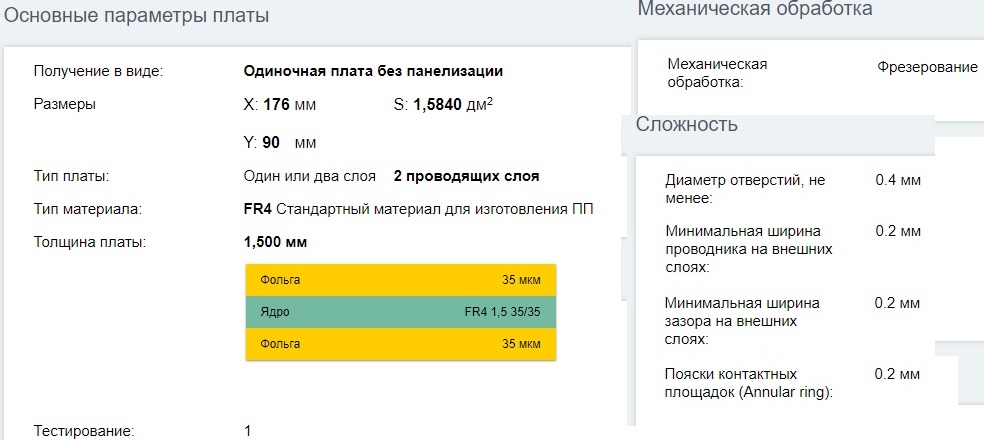 Основные параметры платы
Получение в виде: Одиночная плата без панелизации
Размеры X: 176 мм S: 1,5840 дм²
Y: 90 мм
Тип платы: Один или два слоя 2 проводящих слоя
Тип материала: FR4 Стандартный материал для изготовления ПП
Толщина платы: 1,500 мм
Фольга 35 мкм
Ядро FR4 1,5 35/35
Фольга 35 мкм
Тестирование: 1
Механическая обработка
Механическая
обработка: Фрезерование
Сложность
Диаметр отверстий, не 0.4 мм
менее:
Минимальная ширина 0.2 мм
проводника на внешних
слоях:
Минимальная ширина 0.2 мм
зазора на внешних
слоях:
Пояски контактных 0.2 мм
площадок (Annular ring):